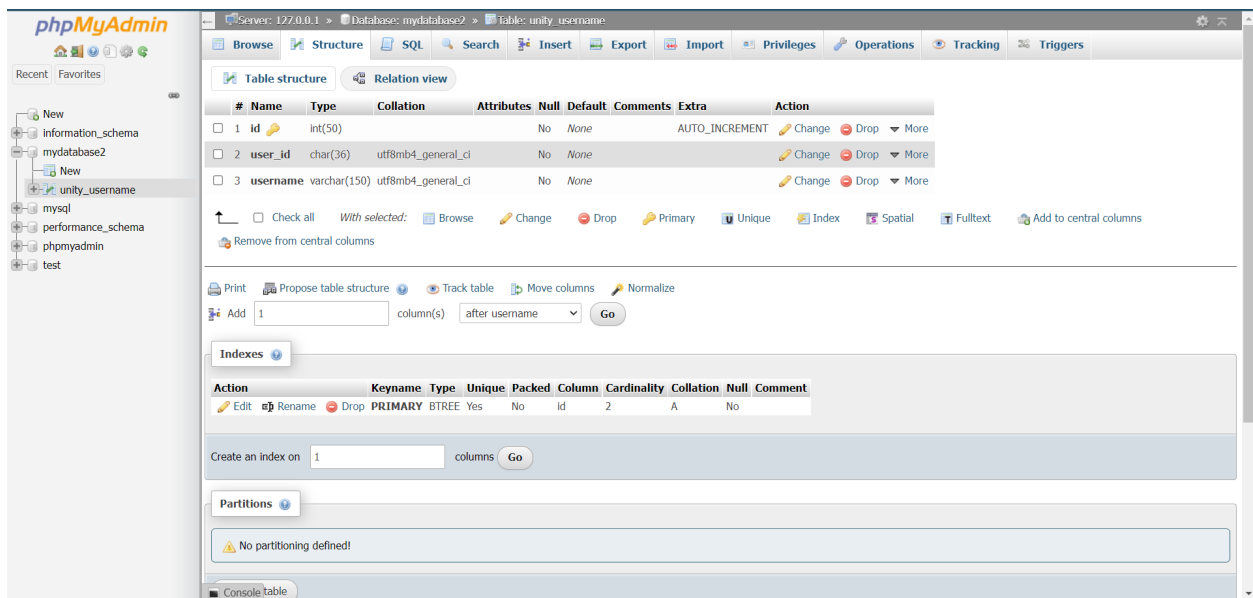 phpMyAdmin
Recent Favorites
New
information_schema
mydatabase2
New
unity_username
mysql
performance_schema
phpmyadmin
test
Server: 127.0.0.1 » Database: mydatabase2 » Table: unity_username
Browse Structure SQL Search Insert Export Import Privileges Operations Tracking Triggers
Table structure Relation view
# Name Type Collation Attributes Null Default Comments Extra Action
1 id int(50) No None AUTO_INCREMENT Change Drop More
2 user_id char(36) utf8mb4_general_ci No None Change Drop More
3 username varchar(150) utf8mb4_general_ci No None Change Drop More
Check all With selected: Browse Change Drop Primary Unique Index Spatial Fulltext Add to central columns
Remove from central columns
Print Propose table structure Track table Move columns Normalize
Add 1 column(s) after username Go
Indexes
Action Keyname Type Unique Packed Column Cardinality Collation Null Comment
Edit Rename Drop PRIMARY BTREE Yes No id 2 A No
Create an index on 1 columns Go
Partitions
No partitioning defined!
Console table